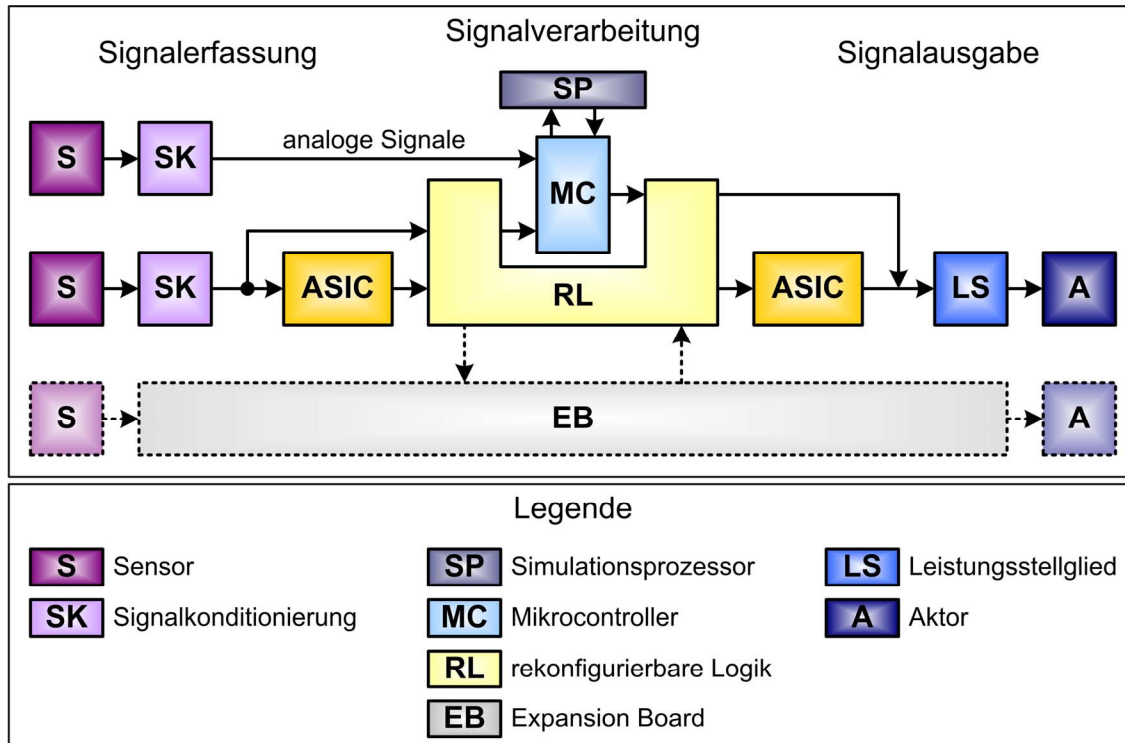 Signalerfassung
Signalverarbeitung
Signalausgabe
SP
S
SK
analoge Signale
MC
S
SK
ASIC
RL
ASIC
LS
A
S
EB
A
Legende
S Sensor
SP Simulationsprozessor
LS Leistungsstellglied
SK Signalkonditionierung
MC Mikrocontroller
A Aktor
RL rekonfigurierbare Logik
EB Expansion Board